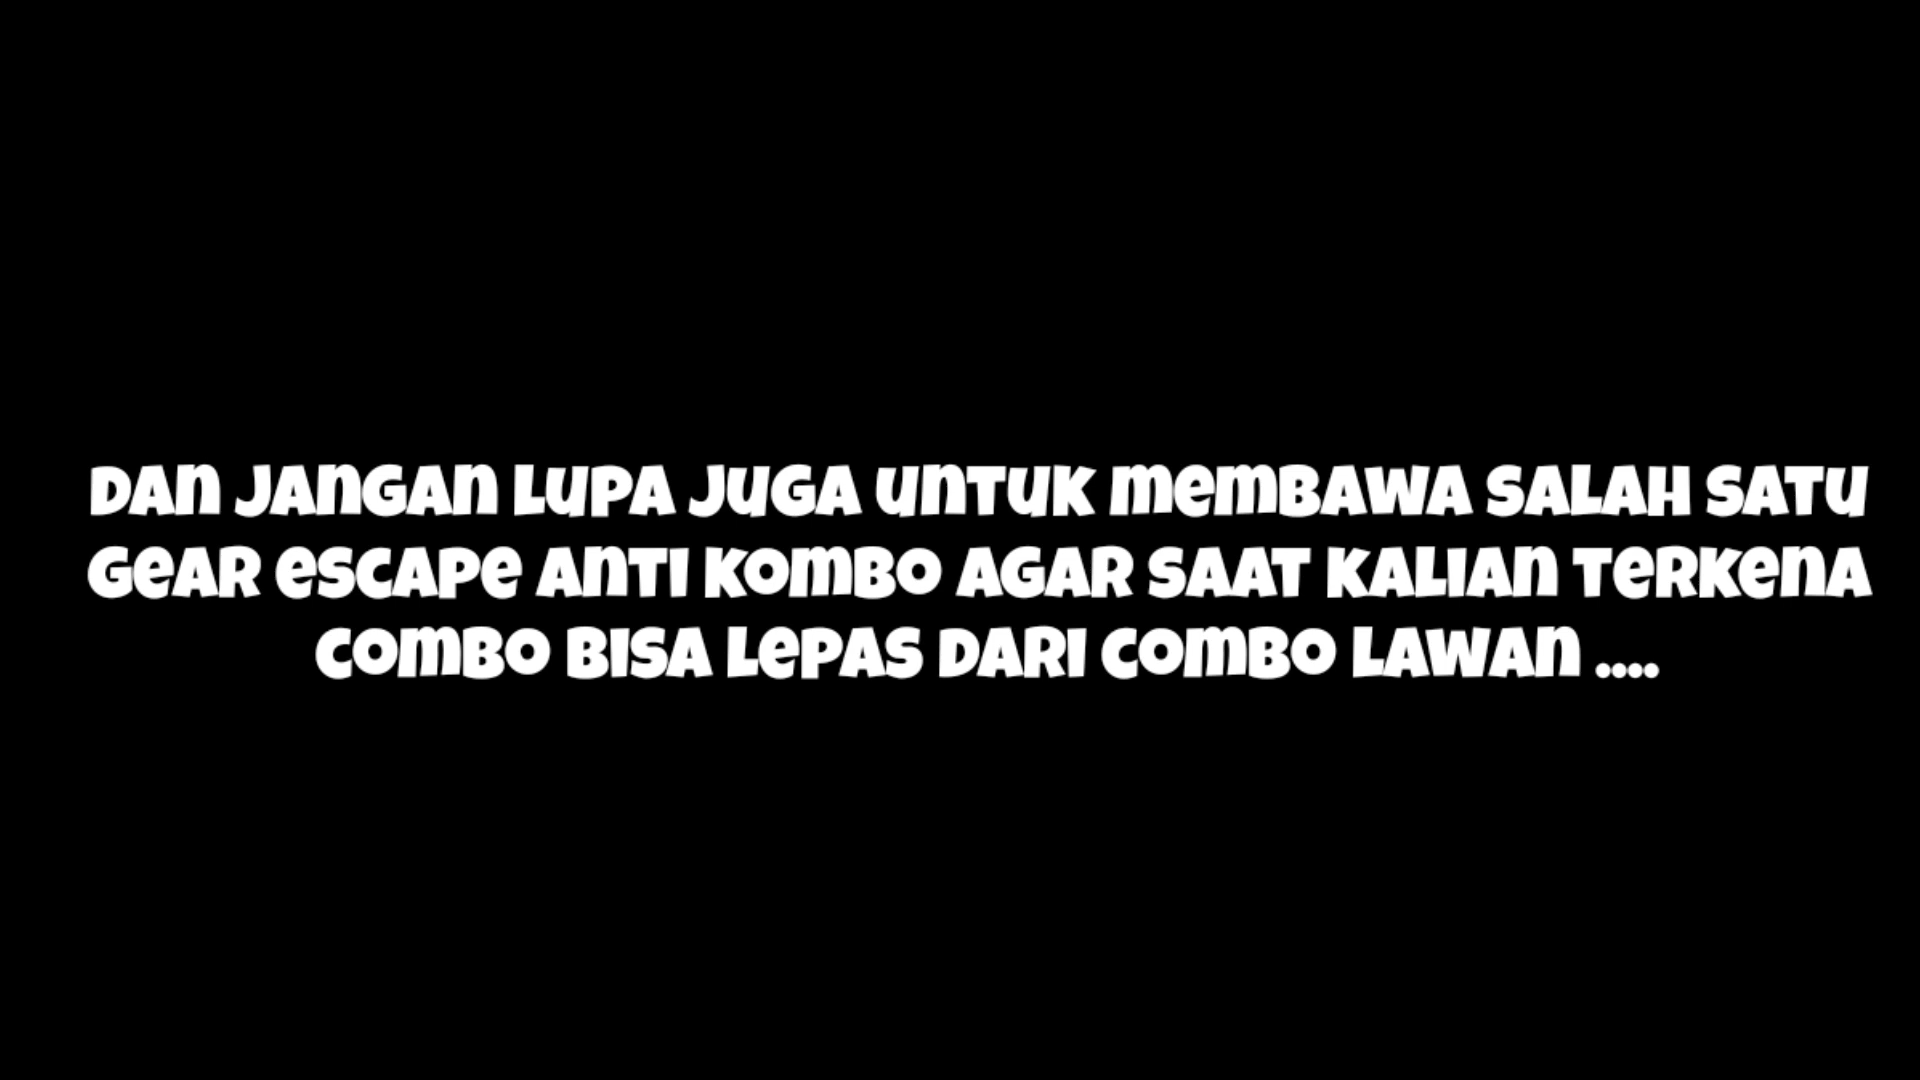 Dan Jangan Lupa Juga untuk membawa salah satu
gear escape anti kombo agar saat kalian terkena
combo bisa lepas dari combo lawan ....